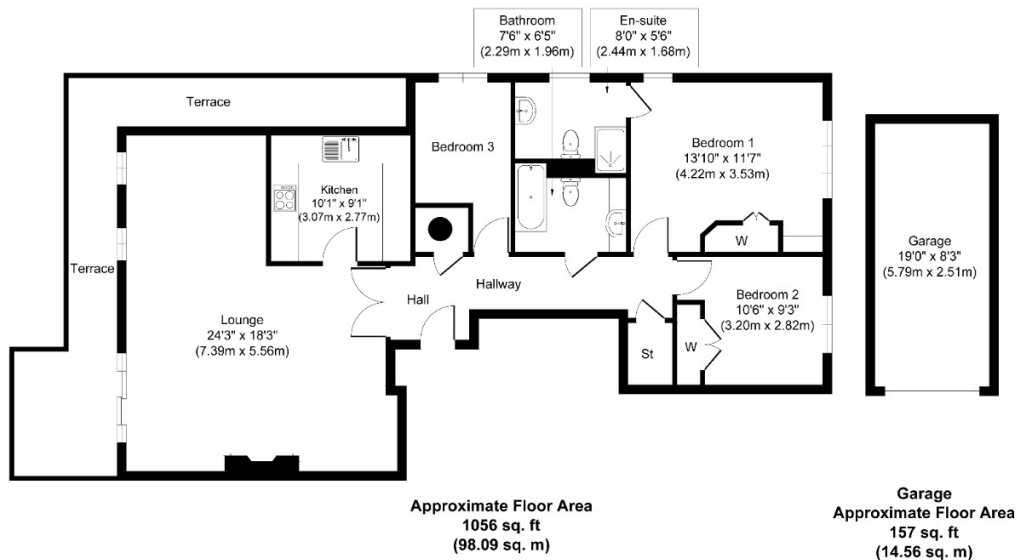 Bathroom
7'6" x 6'5"
(2.29m x 1.96m)
En-suite
8'0" x 5'6"
(2.44m x 1.68m)
Terrace
Bedroom 3
Bedroom 1
13'10" x 11'7"
(4.22m x 3.53m)
Kitchen
10'1" x 9'1"
(3.07m x 2.77m)
W
Garage
19'0" x 8'3"
(5.79m x 2.51m)
Terrace
Hallway
Hall
Bedroom 2
10'6" x 9'3"
(3.20m x 2.82m)
Lounge
24'3" x 18'3"
(7.39m x 5.56m)
St
W
Approximate Floor Area
1056 sq. ft
(98.09 sq. m)
Garage
Approximate Floor Area
157 sq. ft
(14.56 sq. m)